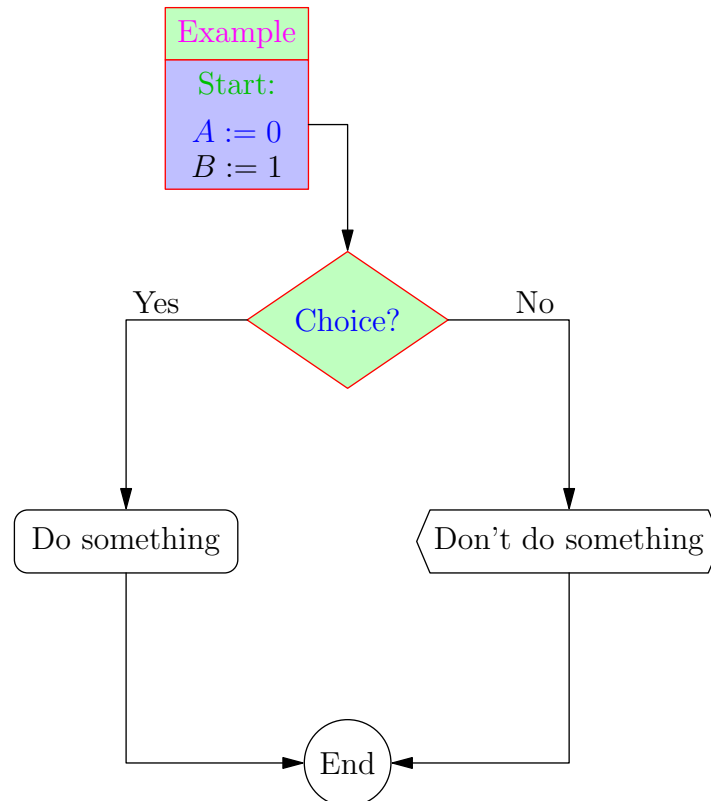 Example
Start:
A := 0
B := 1
Yes
No
Choice?
Do something
Don't do something
End